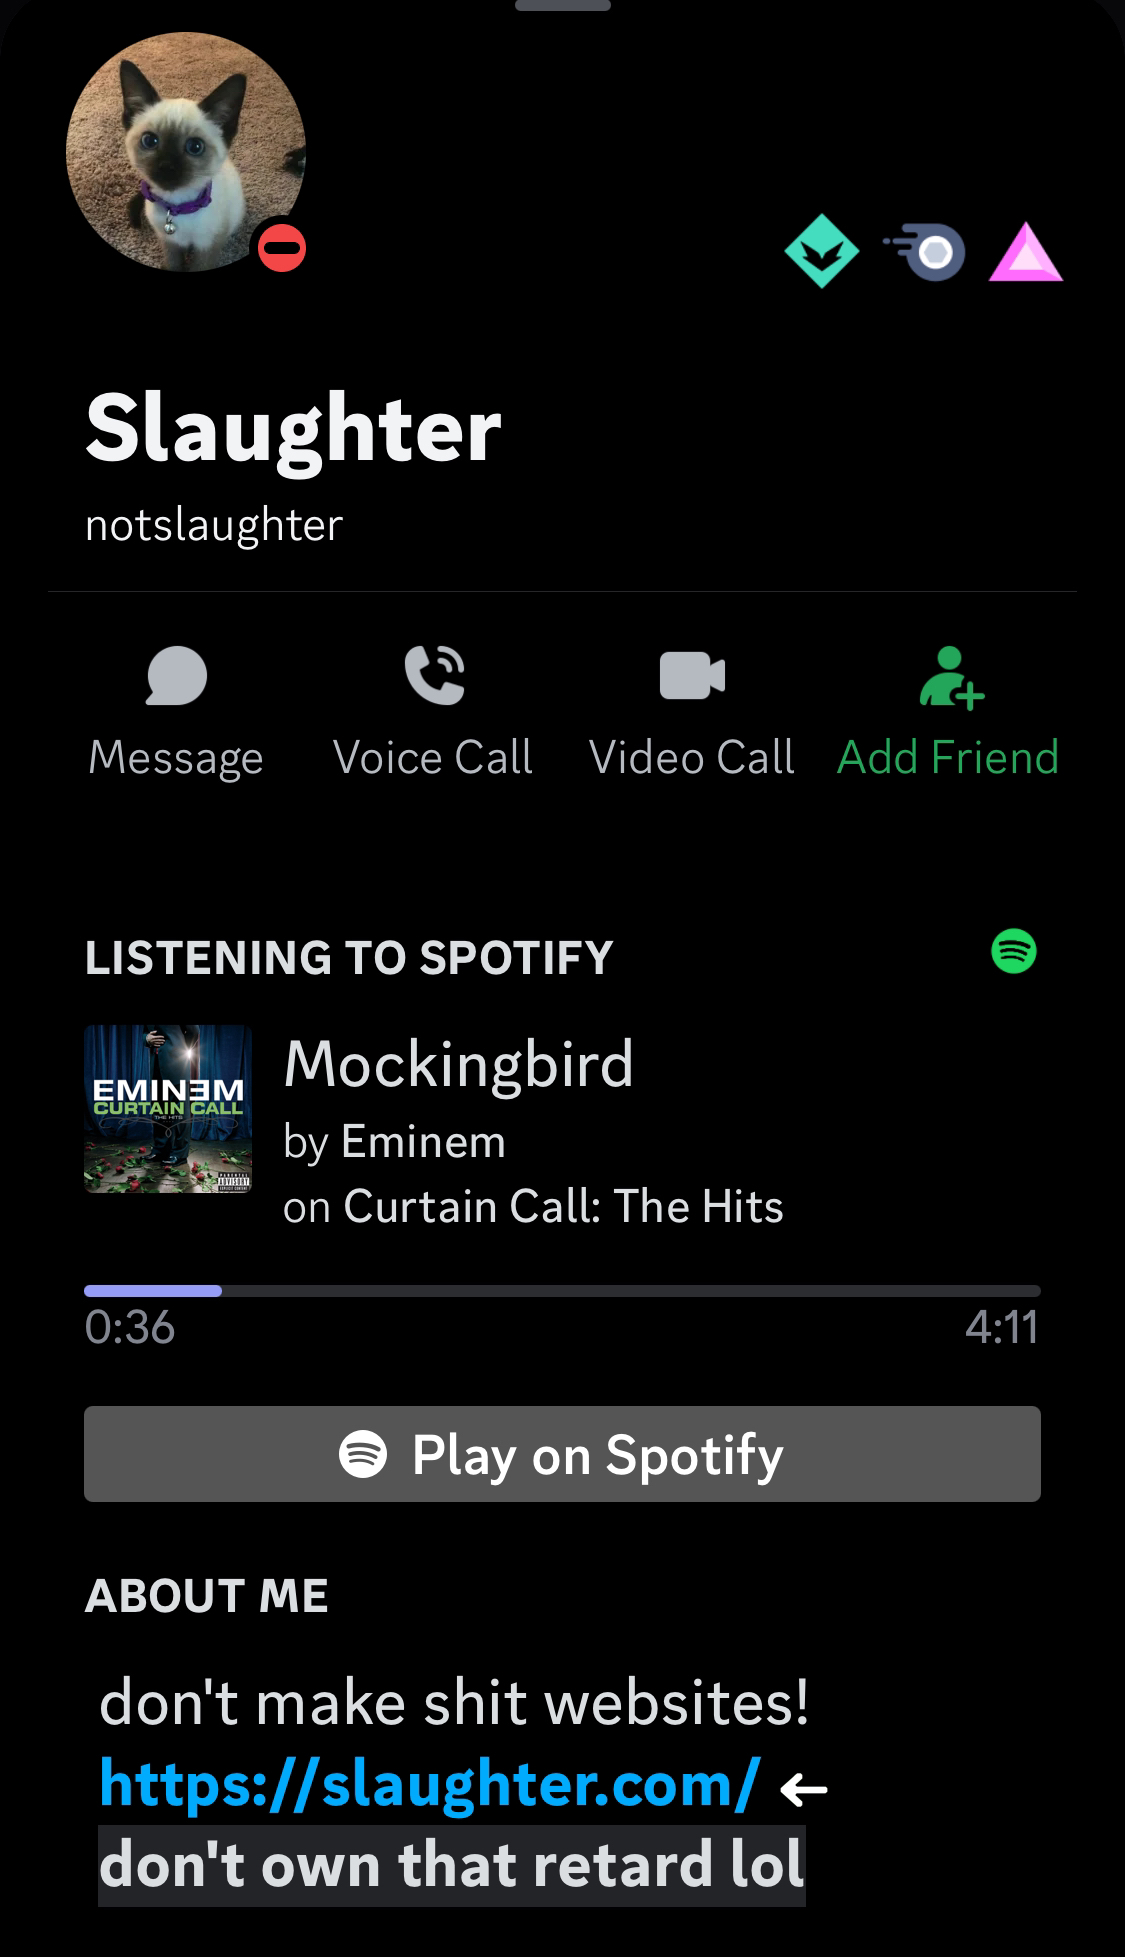 Slaughter
notslaughter
Message Voice Call Video Call Add Friend
LISTENING TO SPOTIFY
EMINƎM
CURTAIN CALL
THE HITS
Mockingbird
by Eminem
on Curtain Call: The Hits
0:36 4:11
Play on Spotify
ABOUT ME
don't make shit websites!
https://slaughter.com/ ←
don't own that retard lol